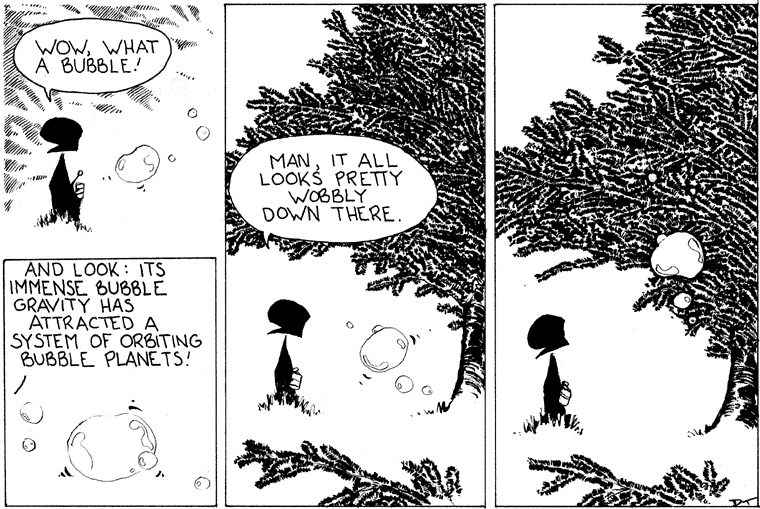 WOW, WHAT
A BUBBLE!
AND LOOK: ITS
IMMENSE BUBBLE
GRAVITY HAS
ATTRACTED A
SYSTEM OF ORBITING
BUBBLE PLANETS!
MAN, IT ALL
LOOKS PRETTY
WOBBLY
DOWN THERE.
DT